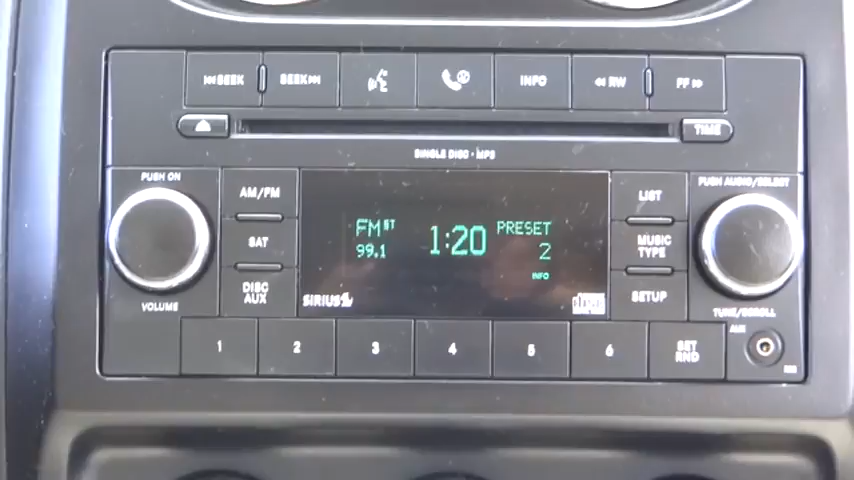 ⏮SEEK SEEK⏭ INFO ◀◀ RW FF ▶▶
TIME
SINGLE DISC • MP3
PUSH ON
AM/FM
SAT
DISC
AUX
VOLUME
FM ST
99.1
1:20
PRESET
2
INFO
SIRIUS
LIST
MUSIC
TYPE
SETUP
PUSH AUDIO/SELECT
TUNE/SCROLL
AUX
1 2 3 4 5 6 SET
RND